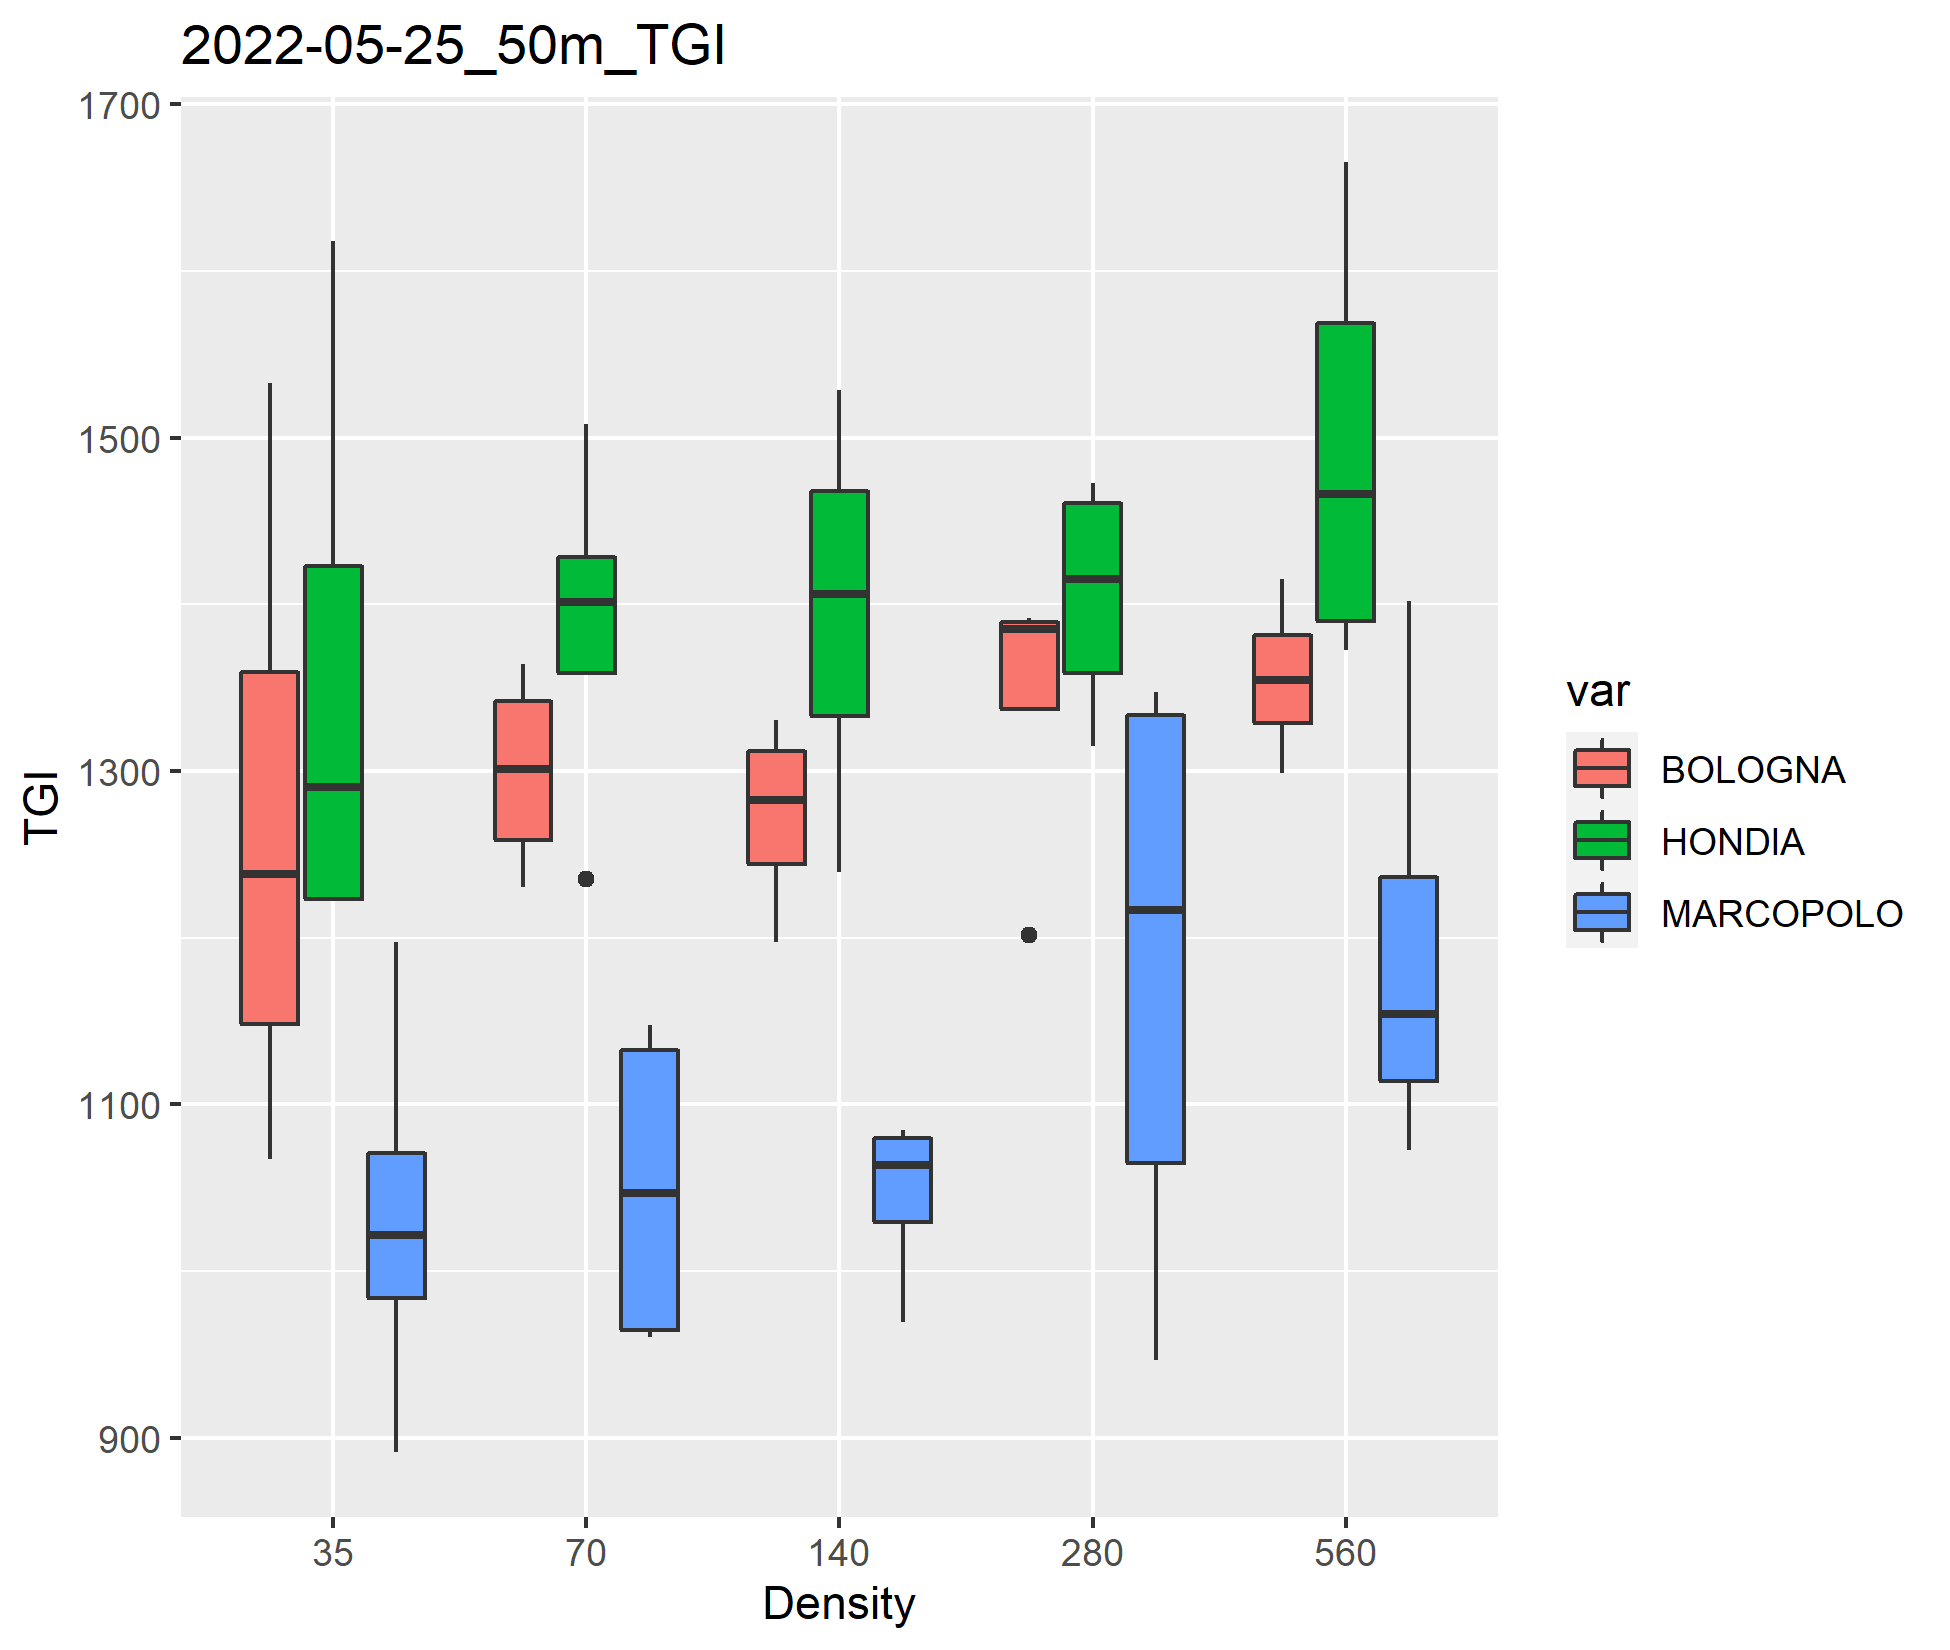 2022-05-25_50m_TGI
1700
1500
1300
1100
900
TGI
35 70 140 280 560
Density
var
BOLOGNA
HONDIA
MARCOPOLO